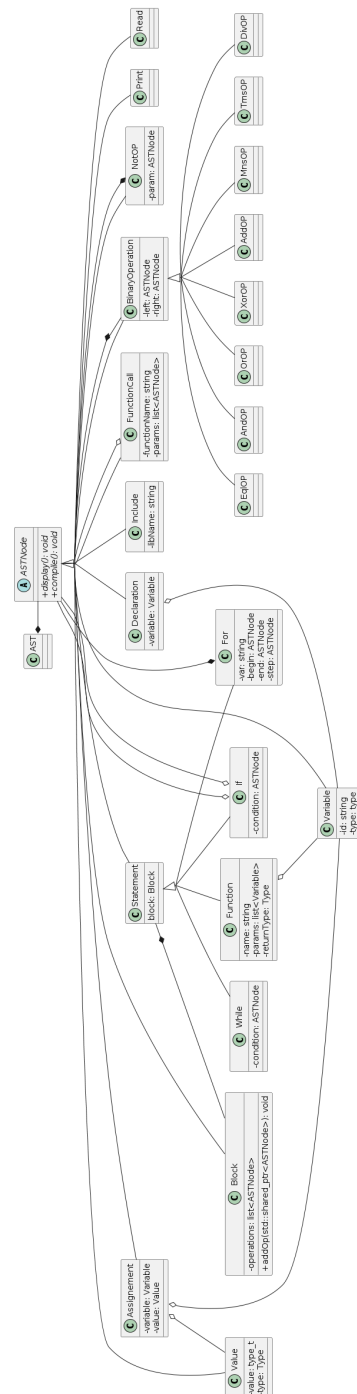 C Read
C Print
C NotOP
-param: ASTNode
C BinaryOperation
-left: ASTNode
-right: ASTNode
C FunctionCall
-functionName: string
-params: list<ASTNode>
C Include
-libName: string
C Declaration
-variable: Variable
A ASTNode
+display(): void
+compile(): void
C AST
C DivOP
C TmsOP
C MnsOP
C AddOP
C XorOP
C OrOP
C AndOP
C EqlOP
C For
-var: string
-begin: ASTNode
-end: ASTNode
-step: ASTNode
C If
-condition: ASTNode
C Statement
block: Block
C Function
-name: string
-params: list<Variable>
-returnType: Type
C Variable
-id: string
-type: type
C While
-condition: ASTNode
C Block
-operations: list<ASTNode>
+addOp(std::shared_ptr<ASTNode>): void
C Assignement
-variable: Variable
-value: Value
C Value
-value: type_t
-type: Type